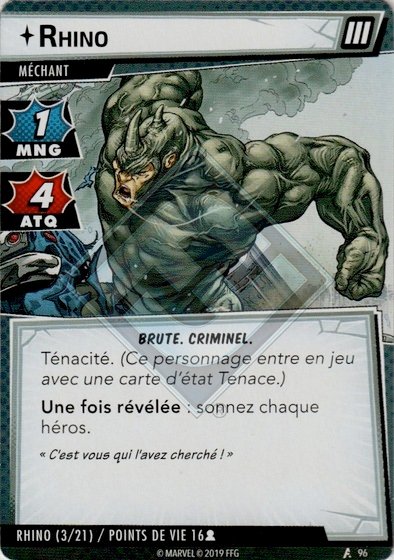 Rhino
III
MÉCHANT
1
MNG
4
ATQ
BRUTE. CRIMINEL.
Ténacité. (Ce personnage entre en jeu
avec une carte d'état Tenace.)
Une fois révélée : sonnez chaque
héros.
« C'est vous qui l'avez cherché ! »
RHINO (3/21) / POINTS DE VIE 16
© MARVEL © 2019 FFG
96